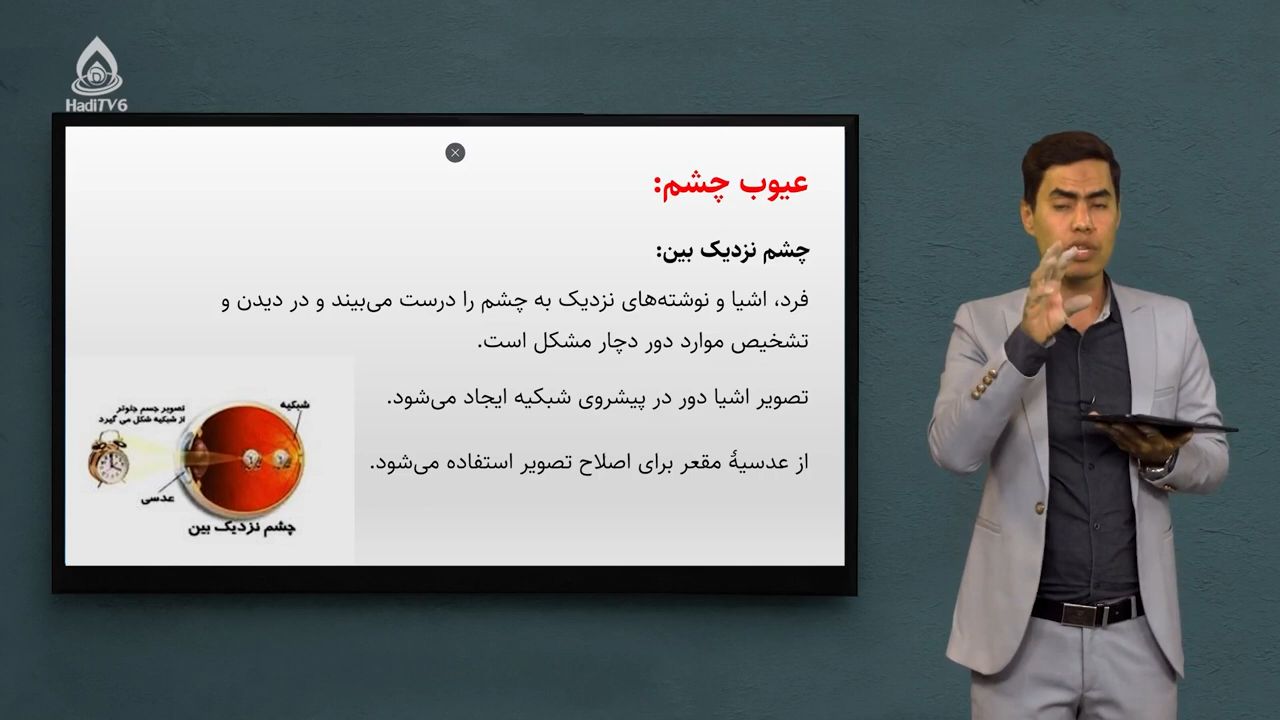 HadiTV6
عیوب چشم:
چشم نزدیک بین:
فرد، اشیا و نوشته‌های نزدیک به چشم را درست می‌بیند و در دیدن و
تشخیص موارد دور دچار مشکل است.
تصویر اشیا دور در پیشروی شبکیه ایجاد می‌شود.
از عدسیهٔ مقعر برای اصلاح تصویر استفاده می‌شود.
شبکیه
تصویر جسم جلوتر
از شبکیه شکل می گیرد
عدسی
چشم نزدیک بین